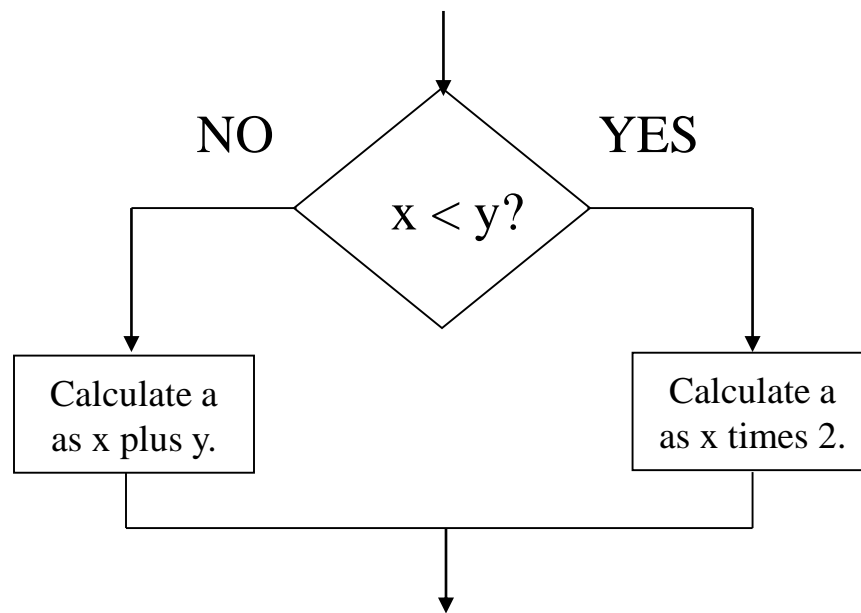 NO
YES
x < y?
Calculate a
as x plus y.
Calculate a
as x times 2.